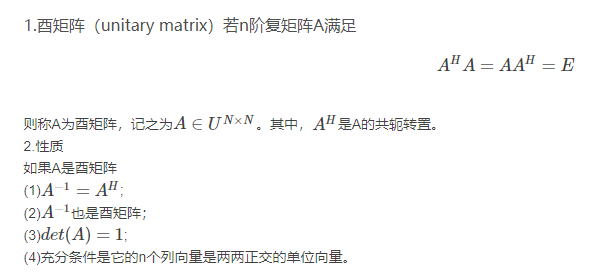 1.酉矩阵（unitary matrix）若n阶复矩阵A满足
A^H A = AA^H = E
则称A为酉矩阵，记之为A ∈ U^{N×N}。其中，A^H是A的共轭转置。
2.性质
如果A是酉矩阵
(1)A^{-1} = A^H;
(2)A^{-1}也是酉矩阵；
(3)det(A) = 1;
(4)充分条件是它的n个列向量是两两正交的单位向量。